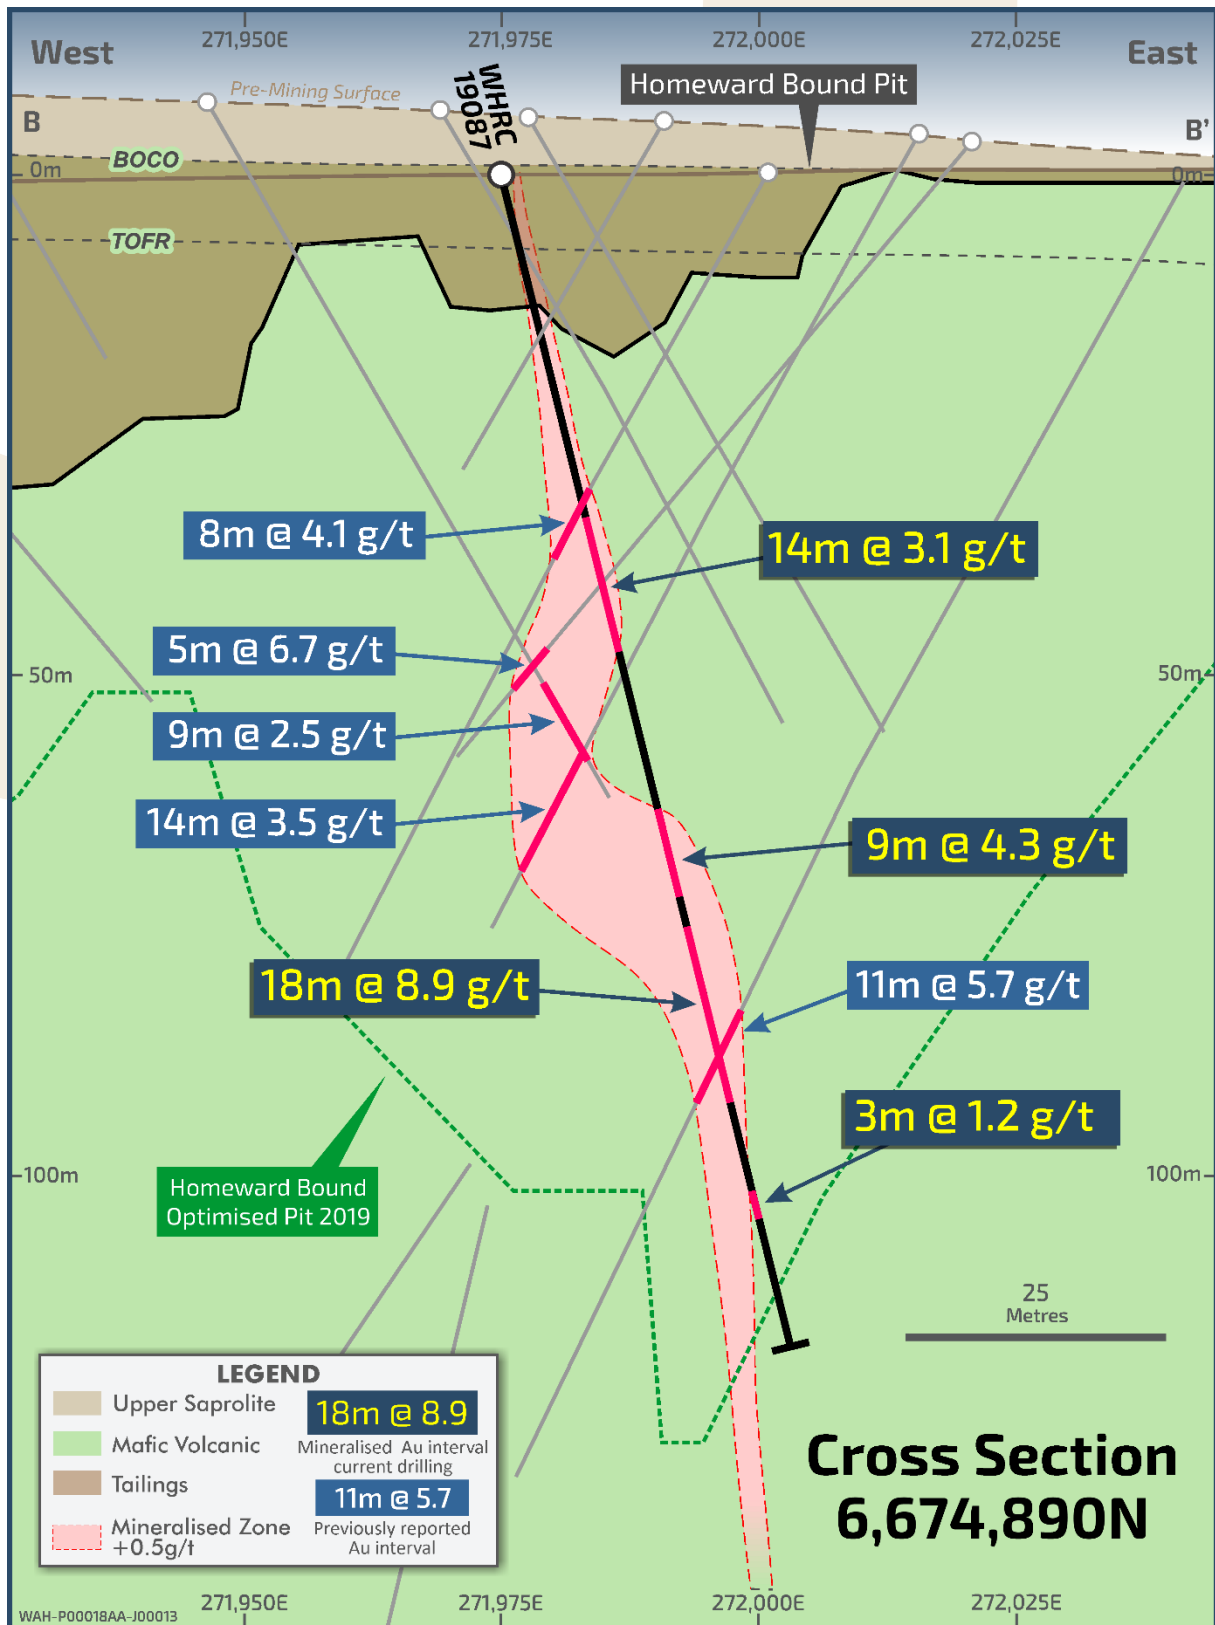 271,950E
271,975E
272,000E
272,025E
West
East
Pre-Mining Surface
WHRC
19087
Homeward Bound Pit
B
B'
BOCO
0m
0m
TOFR
8m @ 4.1 g/t
14m @ 3.1 g/t
5m @ 6.7 g/t
50m
50m
9m @ 2.5 g/t
14m @ 3.5 g/t
9m @ 4.3 g/t
18m @ 8.9 g/t
11m @ 5.7 g/t
3m @ 1.2 g/t
100m
100m
Homeward Bound
Optimised Pit 2019
25
Metres
LEGEND
Upper Saprolite
Mafic Volcanic
Tailings
Mineralised Zone
+0.5g/t
18m @ 8.9
Mineralised Au interval
current drilling
11m @ 5.7
Previously reported
Au interval
Cross Section
6,674,890N
WAH-P00018AA-J00013
271,950E
271,975E
272,000E
272,025E